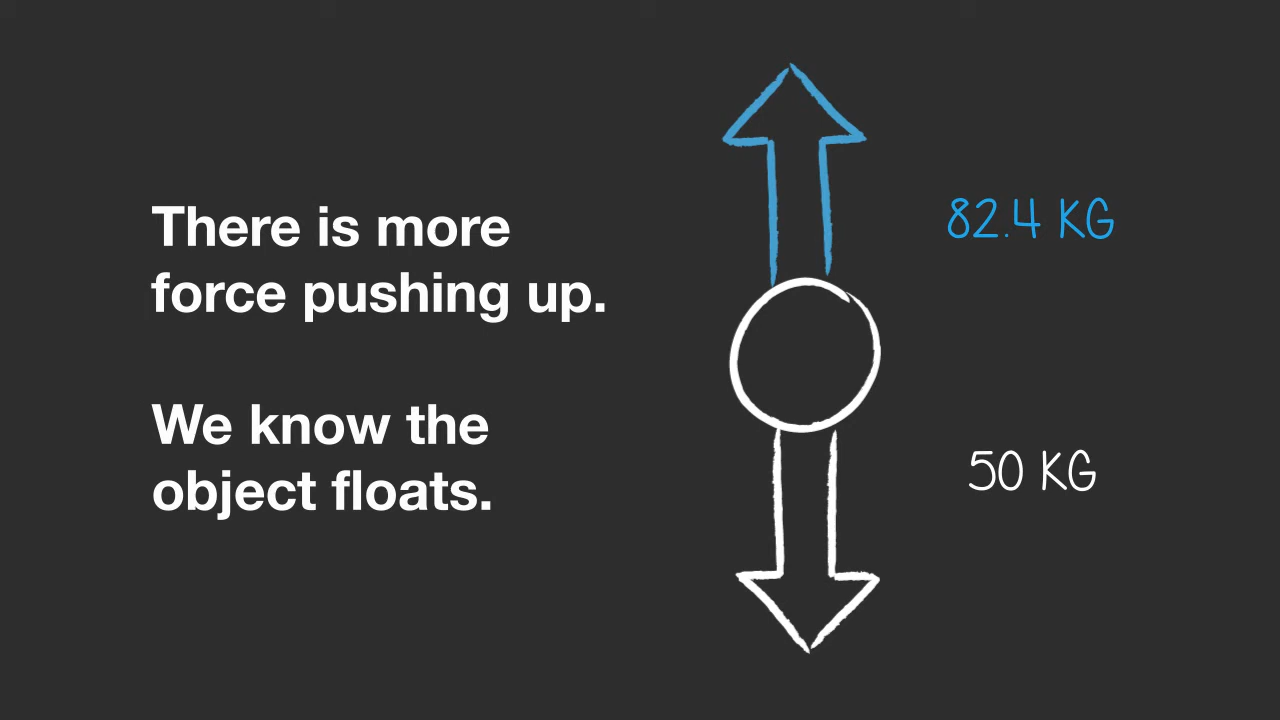 There is more
force pushing up.
We know the
object floats.
82.4 KG
50 KG